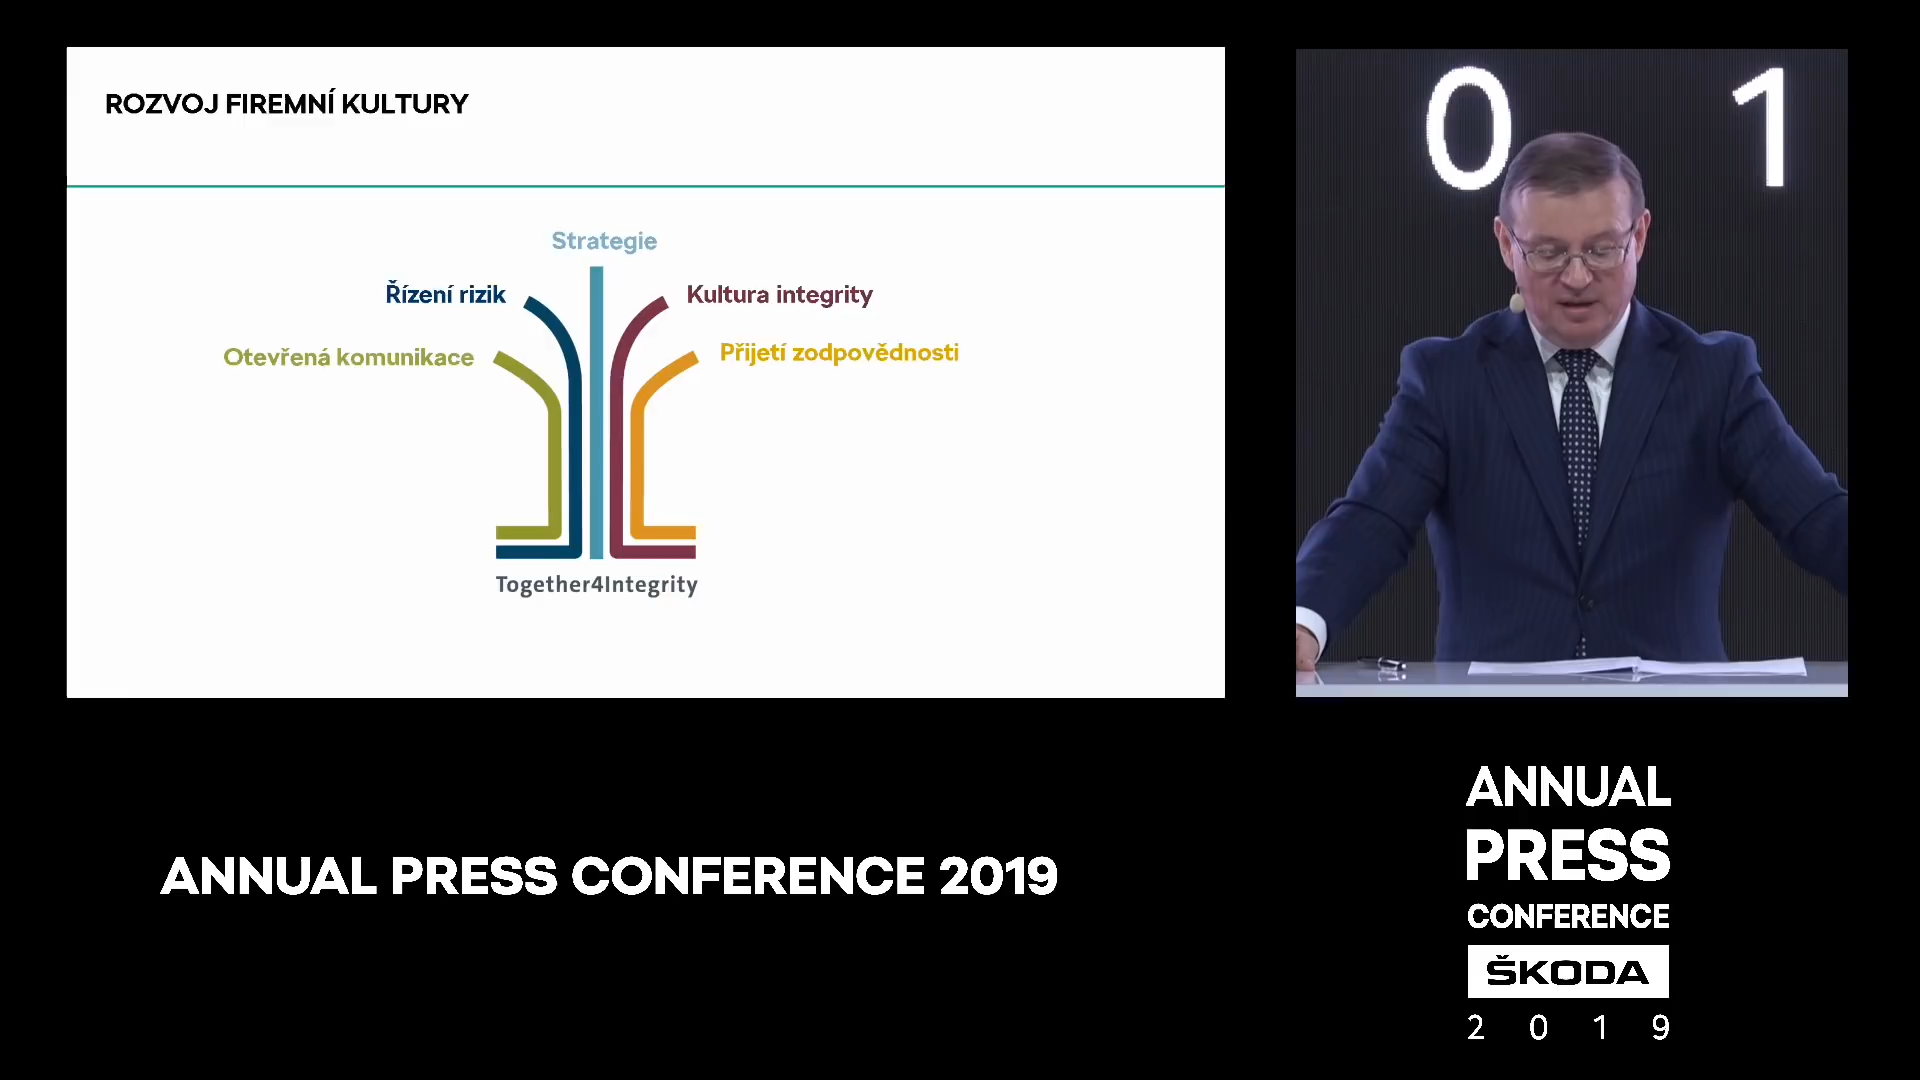 ROZVOJ FIREMNÍ KULTURY
Strategie
Řízení rizik
Kultura integrity
Otevřená komunikace
Přijetí zodpovědnosti
Together4Integrity
0 1
ANNUAL PRESS CONFERENCE 2019
ANNUAL
PRESS
CONFERENCE
ŠKODA
2 0 1 9